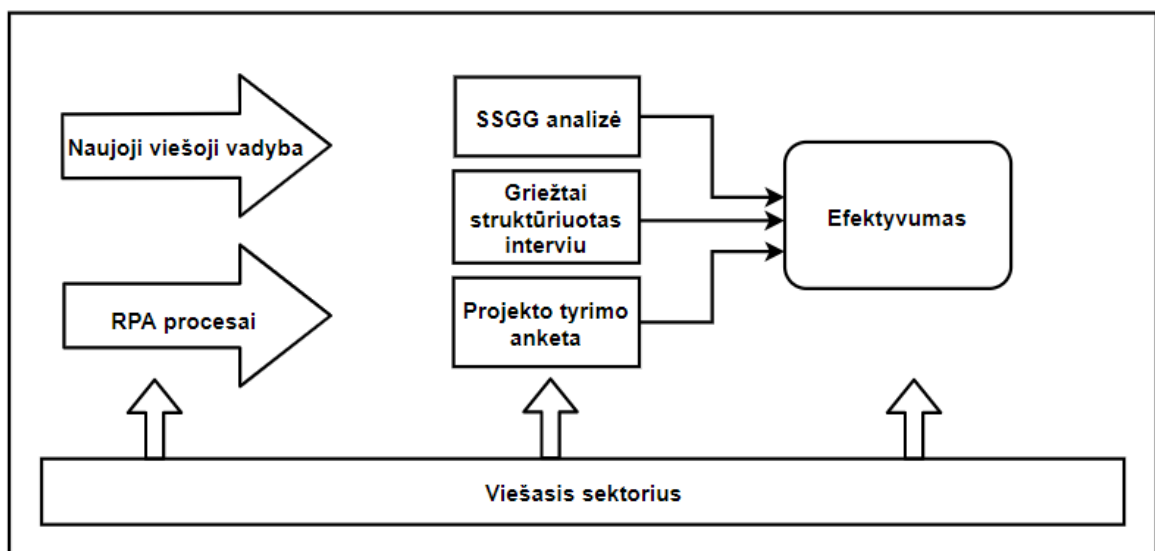 Naujoji viešoji vadyba
RPA procesai
SSGG analizė
Griežtai
struktūriuotas
interviu
Projekto tyrimo
anketa
Efektyvumas
Viešasis sektorius